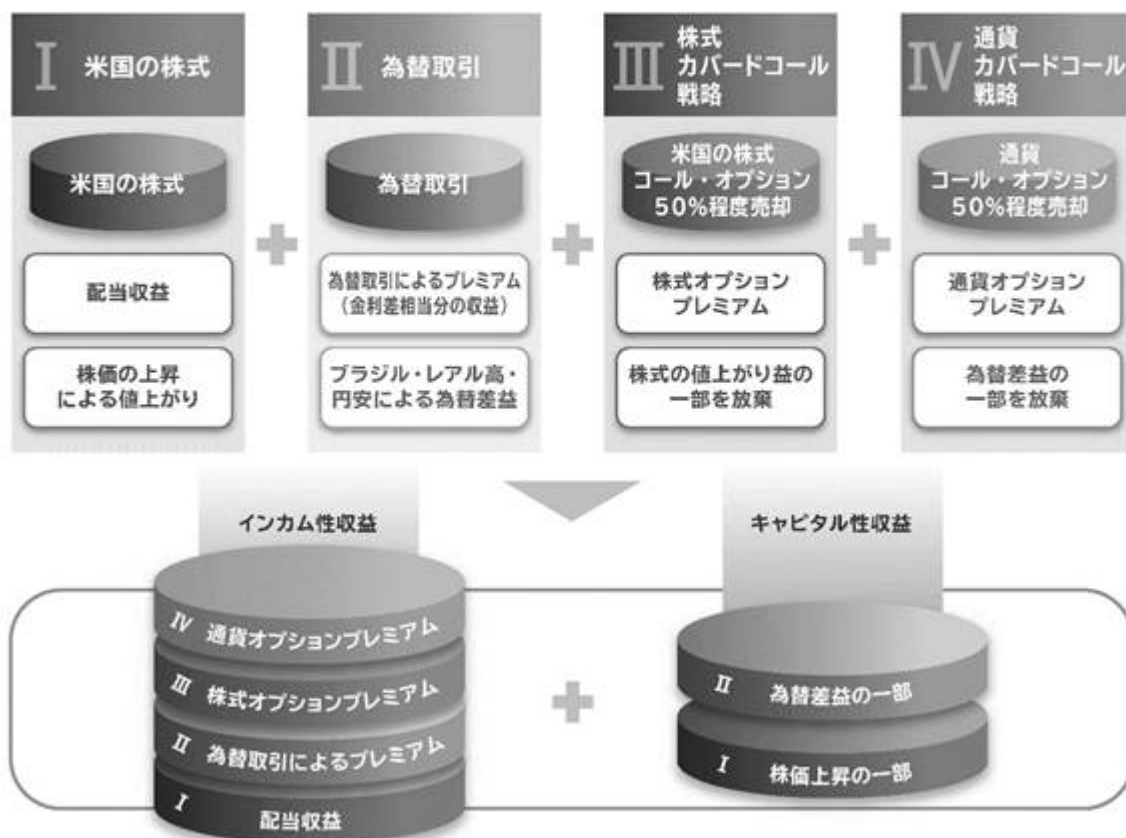 I 米国の株式
II 為替取引
III 株式
カバードコール
戦略
IV 通貨
カバードコール
戦略
米国の株式
為替取引
米国の株式
コール・オプション
50%程度売却
通貨
コール・オプション
50%程度売却
配当収益
為替取引によるプレミアム
（金利差相当分の収益）
株式オプション
プレミアム
通貨オプション
プレミアム
株価の上昇
による値上がり
ブラジル・レアル高・
円安による為替差益
株式の値上がり益の
一部を放棄
為替差益の
一部を放棄
インカム性収益
キャピタル性収益
IV 通貨オプションプレミアム
III 株式オプションプレミアム
II 為替取引によるプレミアム
I 配当収益
II 為替差益の一部
I 株価上昇の一部